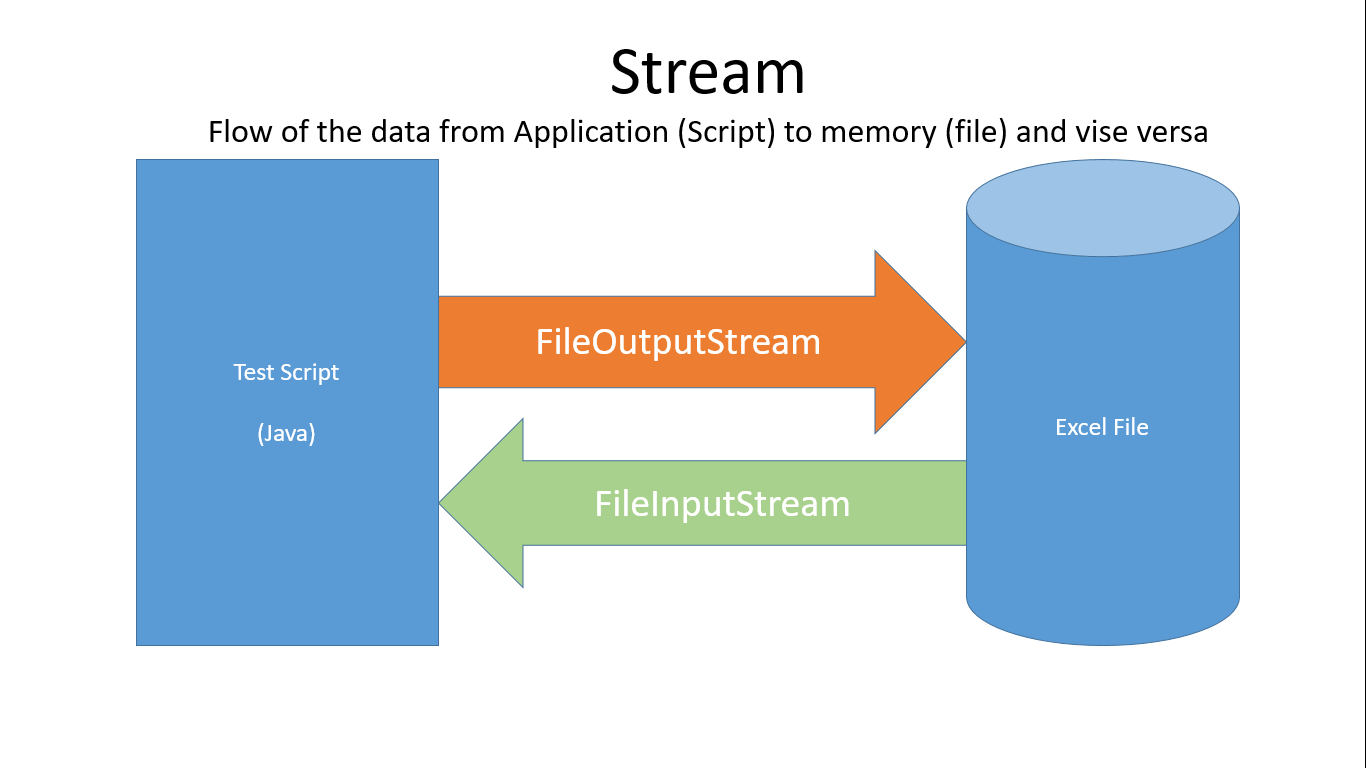 Stream
Flow of the data from Application (Script) to memory (file) and vise versa
FileOutputStream
Test Script
(Java)
Excel File
FileInputStream